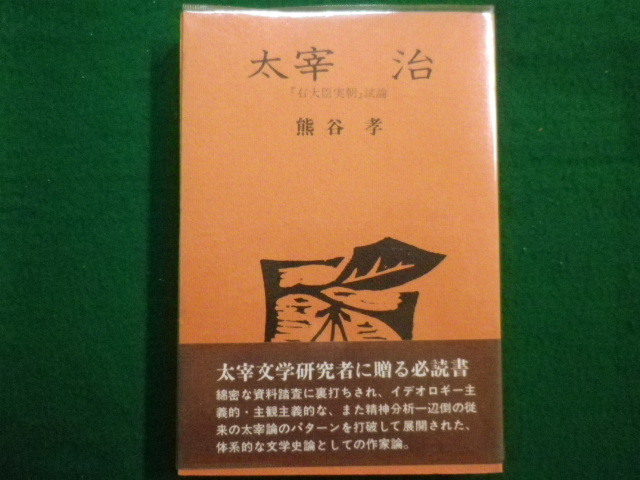 太宰 治
『右大臣実朝』試論
熊谷 孝
太宰文学研究者に贈る必読書
綿密な資料踏査に裏打ちされ、イデオロギー主
義的・主観主義的な、また精神分析一辺倒の従
来の太宰論のパターンを打破して展開された、
体系的な文学史論としての作家論。